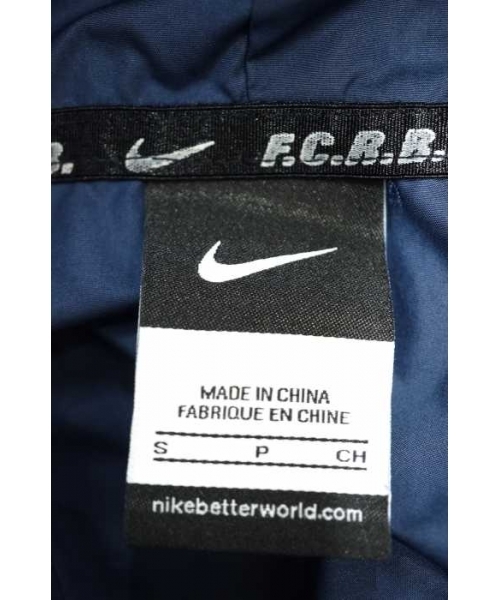 R. F.C.R.B.
MADE IN CHINA
FABRIQUE EN CHINE
S P CH
nikebetterworld.com